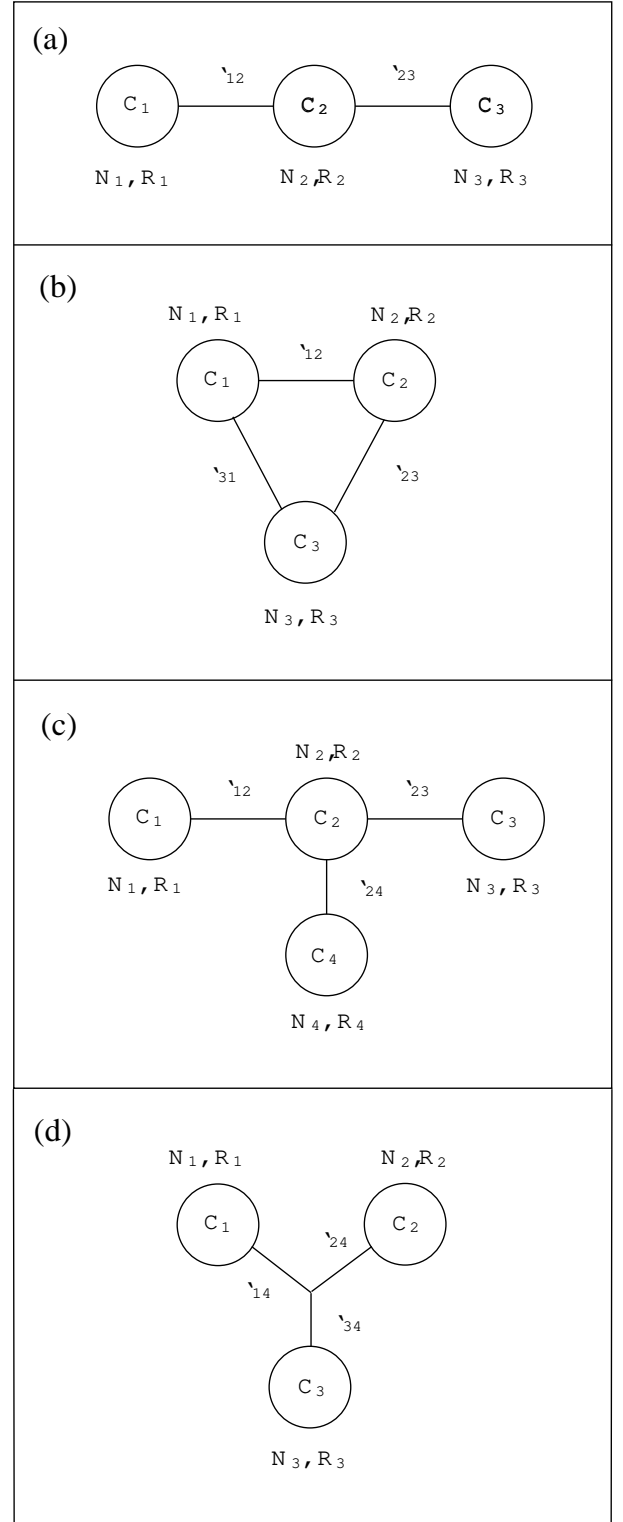 (a)
‵12 ‵23
C1 C2 C3
N1,R1 N2,R2 N3,R3
(b)
N1,R1 N2,R2
‵12
C1 C2
‵31 ‵23
C3
N3,R3
(c)
N2,R2
‵12 ‵23
C1 C2 C3
N1,R1 N3,R3
‵24
C4
N4,R4
(d)
N1,R1 N2,R2
C1 C2
‵24
‵14
‵34
C3
N3,R3